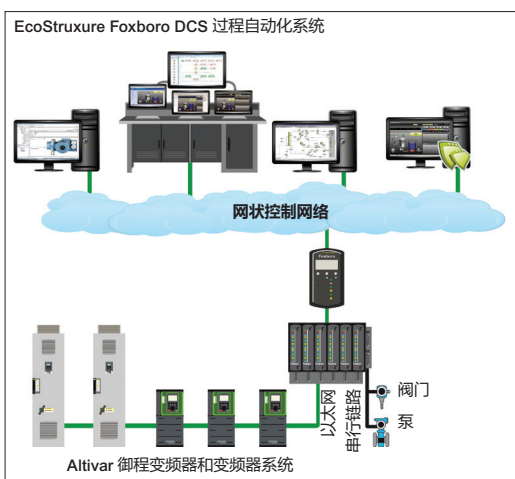 EcoStruxure Foxboro DCS 过程自动化系统
网状控制网络
Foxboro
以太网
串行链路
阀门
泵
Altivar 御程变频器和变频器系统